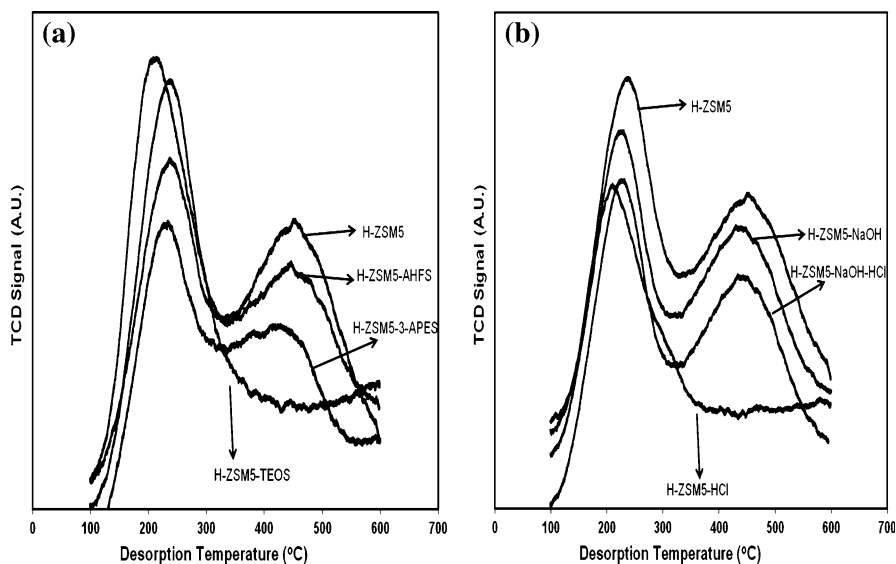 (a)
TCD Signal (A.U.)
H-ZSM5
H-ZSM5-AHFS
H-ZSM5-3-APES
H-ZSM5-TEOS
0 100 200 300 400 500 600 700
Desorption Temperature (ºC)
(b)
TCD Signal (A.U.)
H-ZSM5
H-ZSM5-NaOH
H-ZSM5-NaOH-HCl
H-ZSM5-HCl
0 100 200 300 400 500 600 700
Desorption Temperature (ºC)